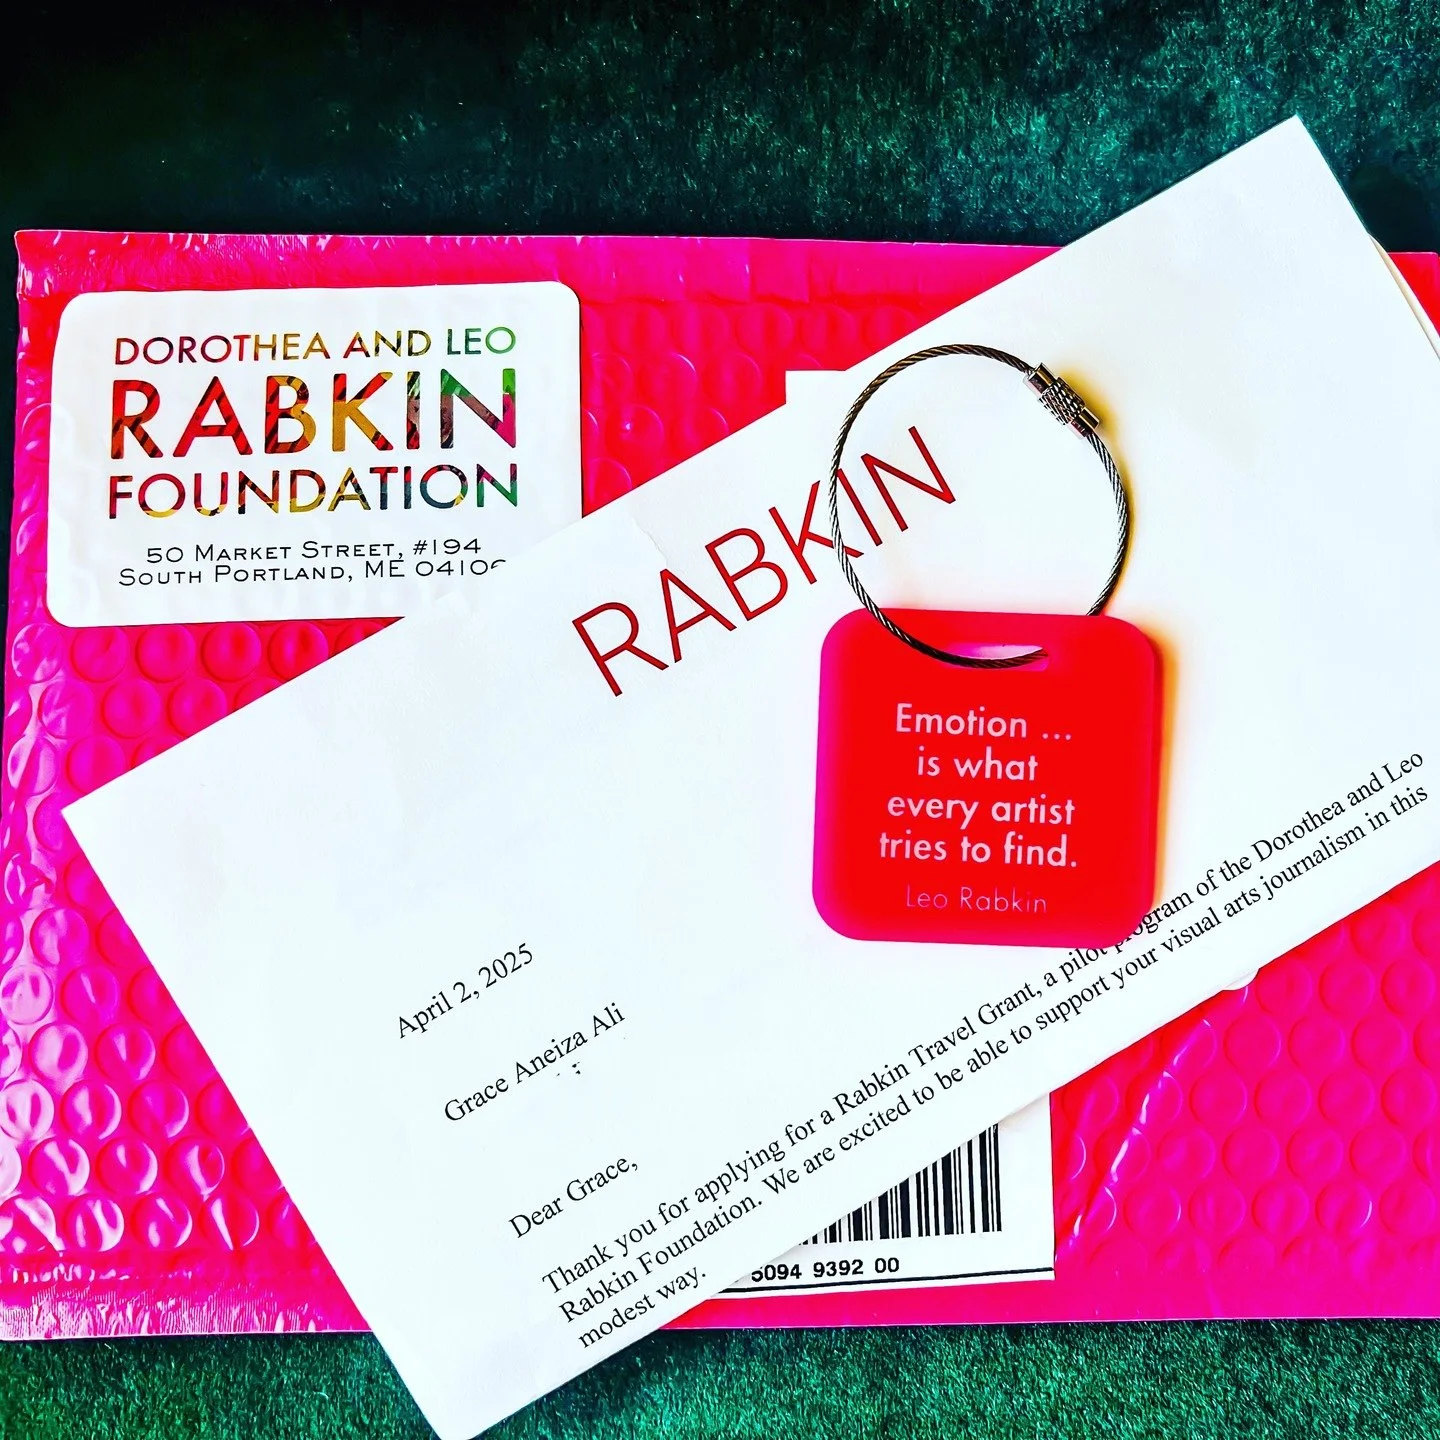 DOROTHEA AND LEO
RABKIN
FOUNDATION
50 MARKET STREET, #194
SOUTH PORTLAND, ME 04106
RABKIN
Emotion ...
is what
every artist
tries to find.
Leo Rabkin
April 2, 2025
Grace Aneiza Ali
Dear Grace,
Thank you for applying for a Rabkin Travel Grant, a pilot program of the Dorothea and Leo
Rabkin Foundation. We are excited to be able to support your visual arts journalism in this
modest way.
5094 9392 00